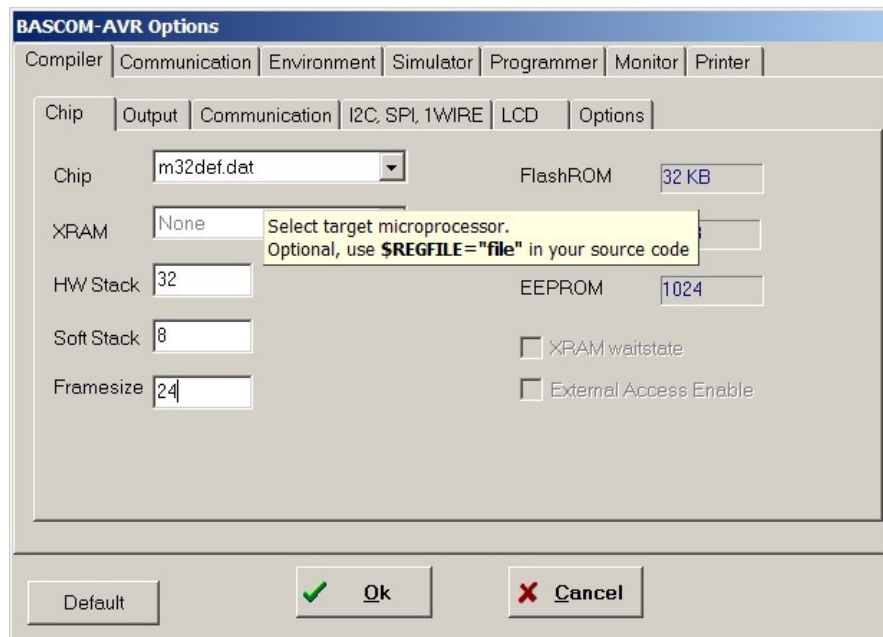 BASCOM-AVR Options
Compiler Communication Environment Simulator Programmer Monitor Printer
Chip Output Communication I2C, SPI, 1WIRE LCD Options
Chip m32def.dat FlashROM 32 KB
XRAM None
Select target microprocessor.
Optional, use $REGFILE="file" in your source code
HW Stack 32 EEPROM 1024
Soft Stack 8 XRAM waitstate
Framesize 24 External Access Enable
Default Ok Cancel